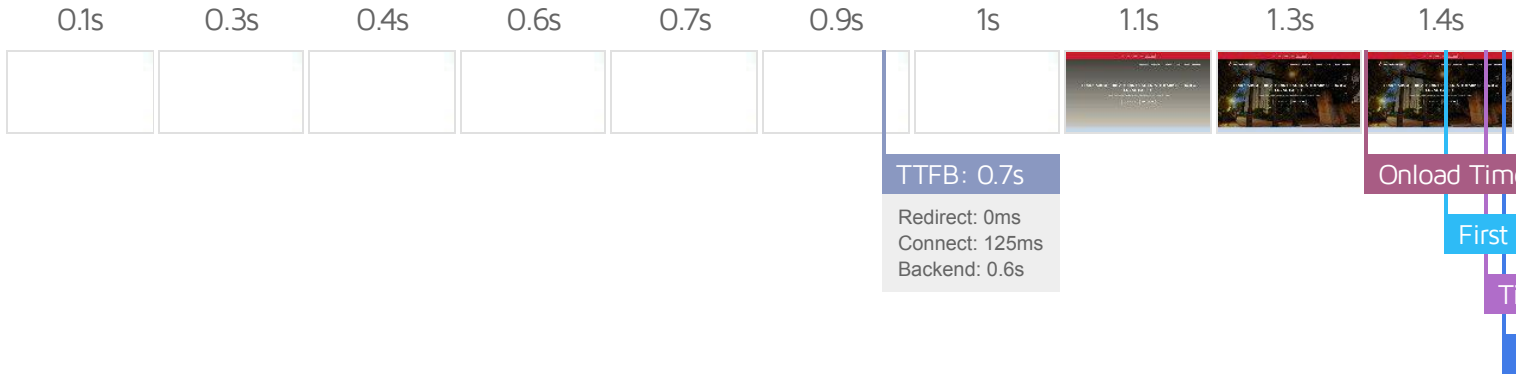 0.1s 0.3s 0.4s 0.6s 0.7s 0.9s 1s 1.1s 1.3s 1.4s
TTFB: 0.7s
Redirect: 0ms
Connect: 125ms
Backend: 0.6s
Onload
First